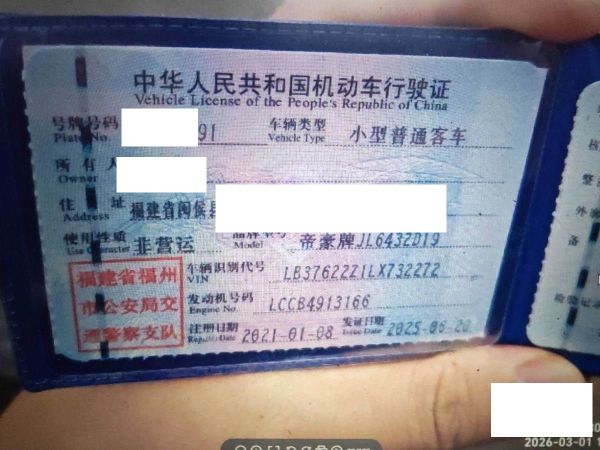 中华人民共和国机动车行驶证
Vehicle License of the People's Republic of China
号牌号码 91 车辆类型 小型普通客车
Plate No. Vehicle Type
所有人
Owner
住址 福建省闽侯县
Address
使用性质 非营运 品牌型号 帝豪牌JL6432D19
Use Character Model
福建省福州
市公安局交
通警察支队
车辆识别代号 LB37622Z1LX732272
VIN
发动机号码 LCCB4913166
Engine No.
注册日期 2021-01-08 发证日期 2025-06-20
Register Date Issue Date
2026-03-01